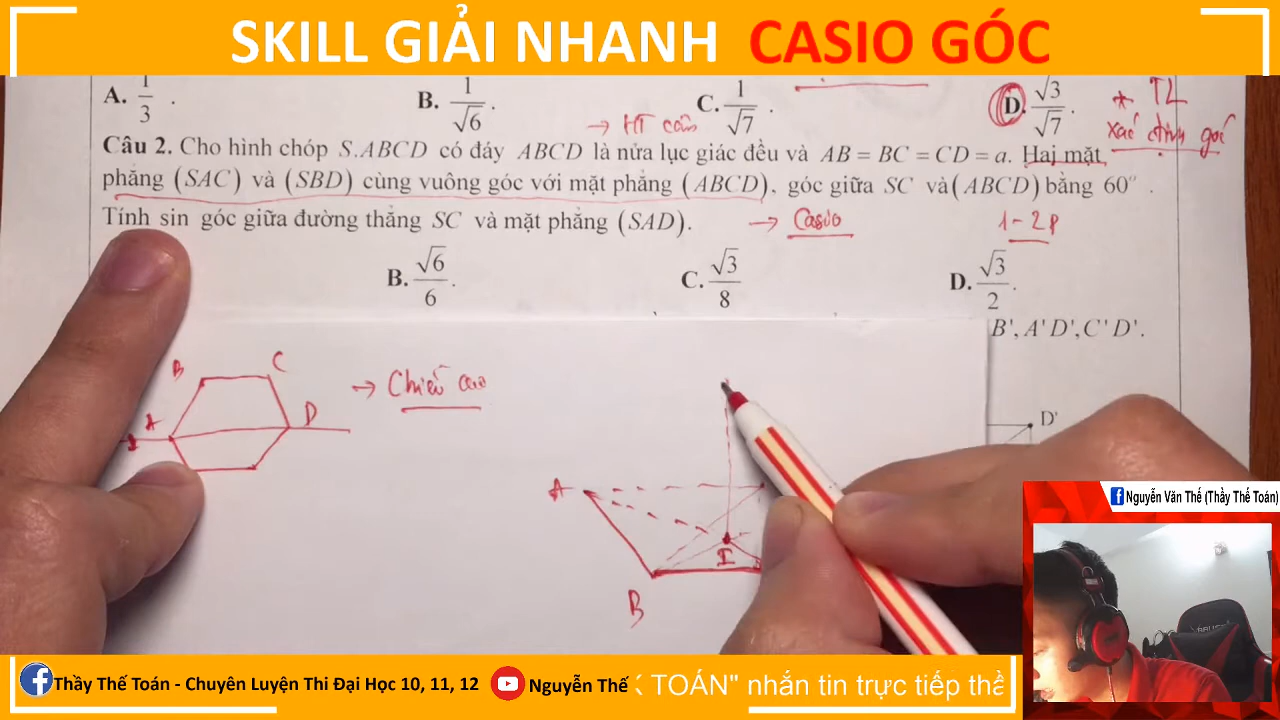 SKILL GIẢI NHANH CASIO GÓC
A. 1/3 . B. 1/√6 . C. 1/√7 . D. √3/√7 .
* TL
→ HT cân
xác định góc
Câu 2. Cho hình chóp S.ABCD có đáy ABCD là nửa lục giác đều và AB = BC = CD = a. Hai mặt
phẳng (SAC) và (SBD) cùng vuông góc với mặt phẳng (ABCD), góc giữa SC và (ABCD) bằng 60° .
Tính sin góc giữa đường thẳng SC và mặt phẳng (SAD). → Casio 1-2p
B. √6/6 . C. √3/8 D. √3/2 .
B', A'D', C'D'.
B C
→ Chiều cao
A D
D'
A
I
B
Nguyễn Văn Thế (Thầy Thế Toán)
Thầy Thế Toán - Chuyên Luyện Thi Đại Học 10, 11, 12
Nguyễn Thế
TOÁN" nhắn tin trực tiếp